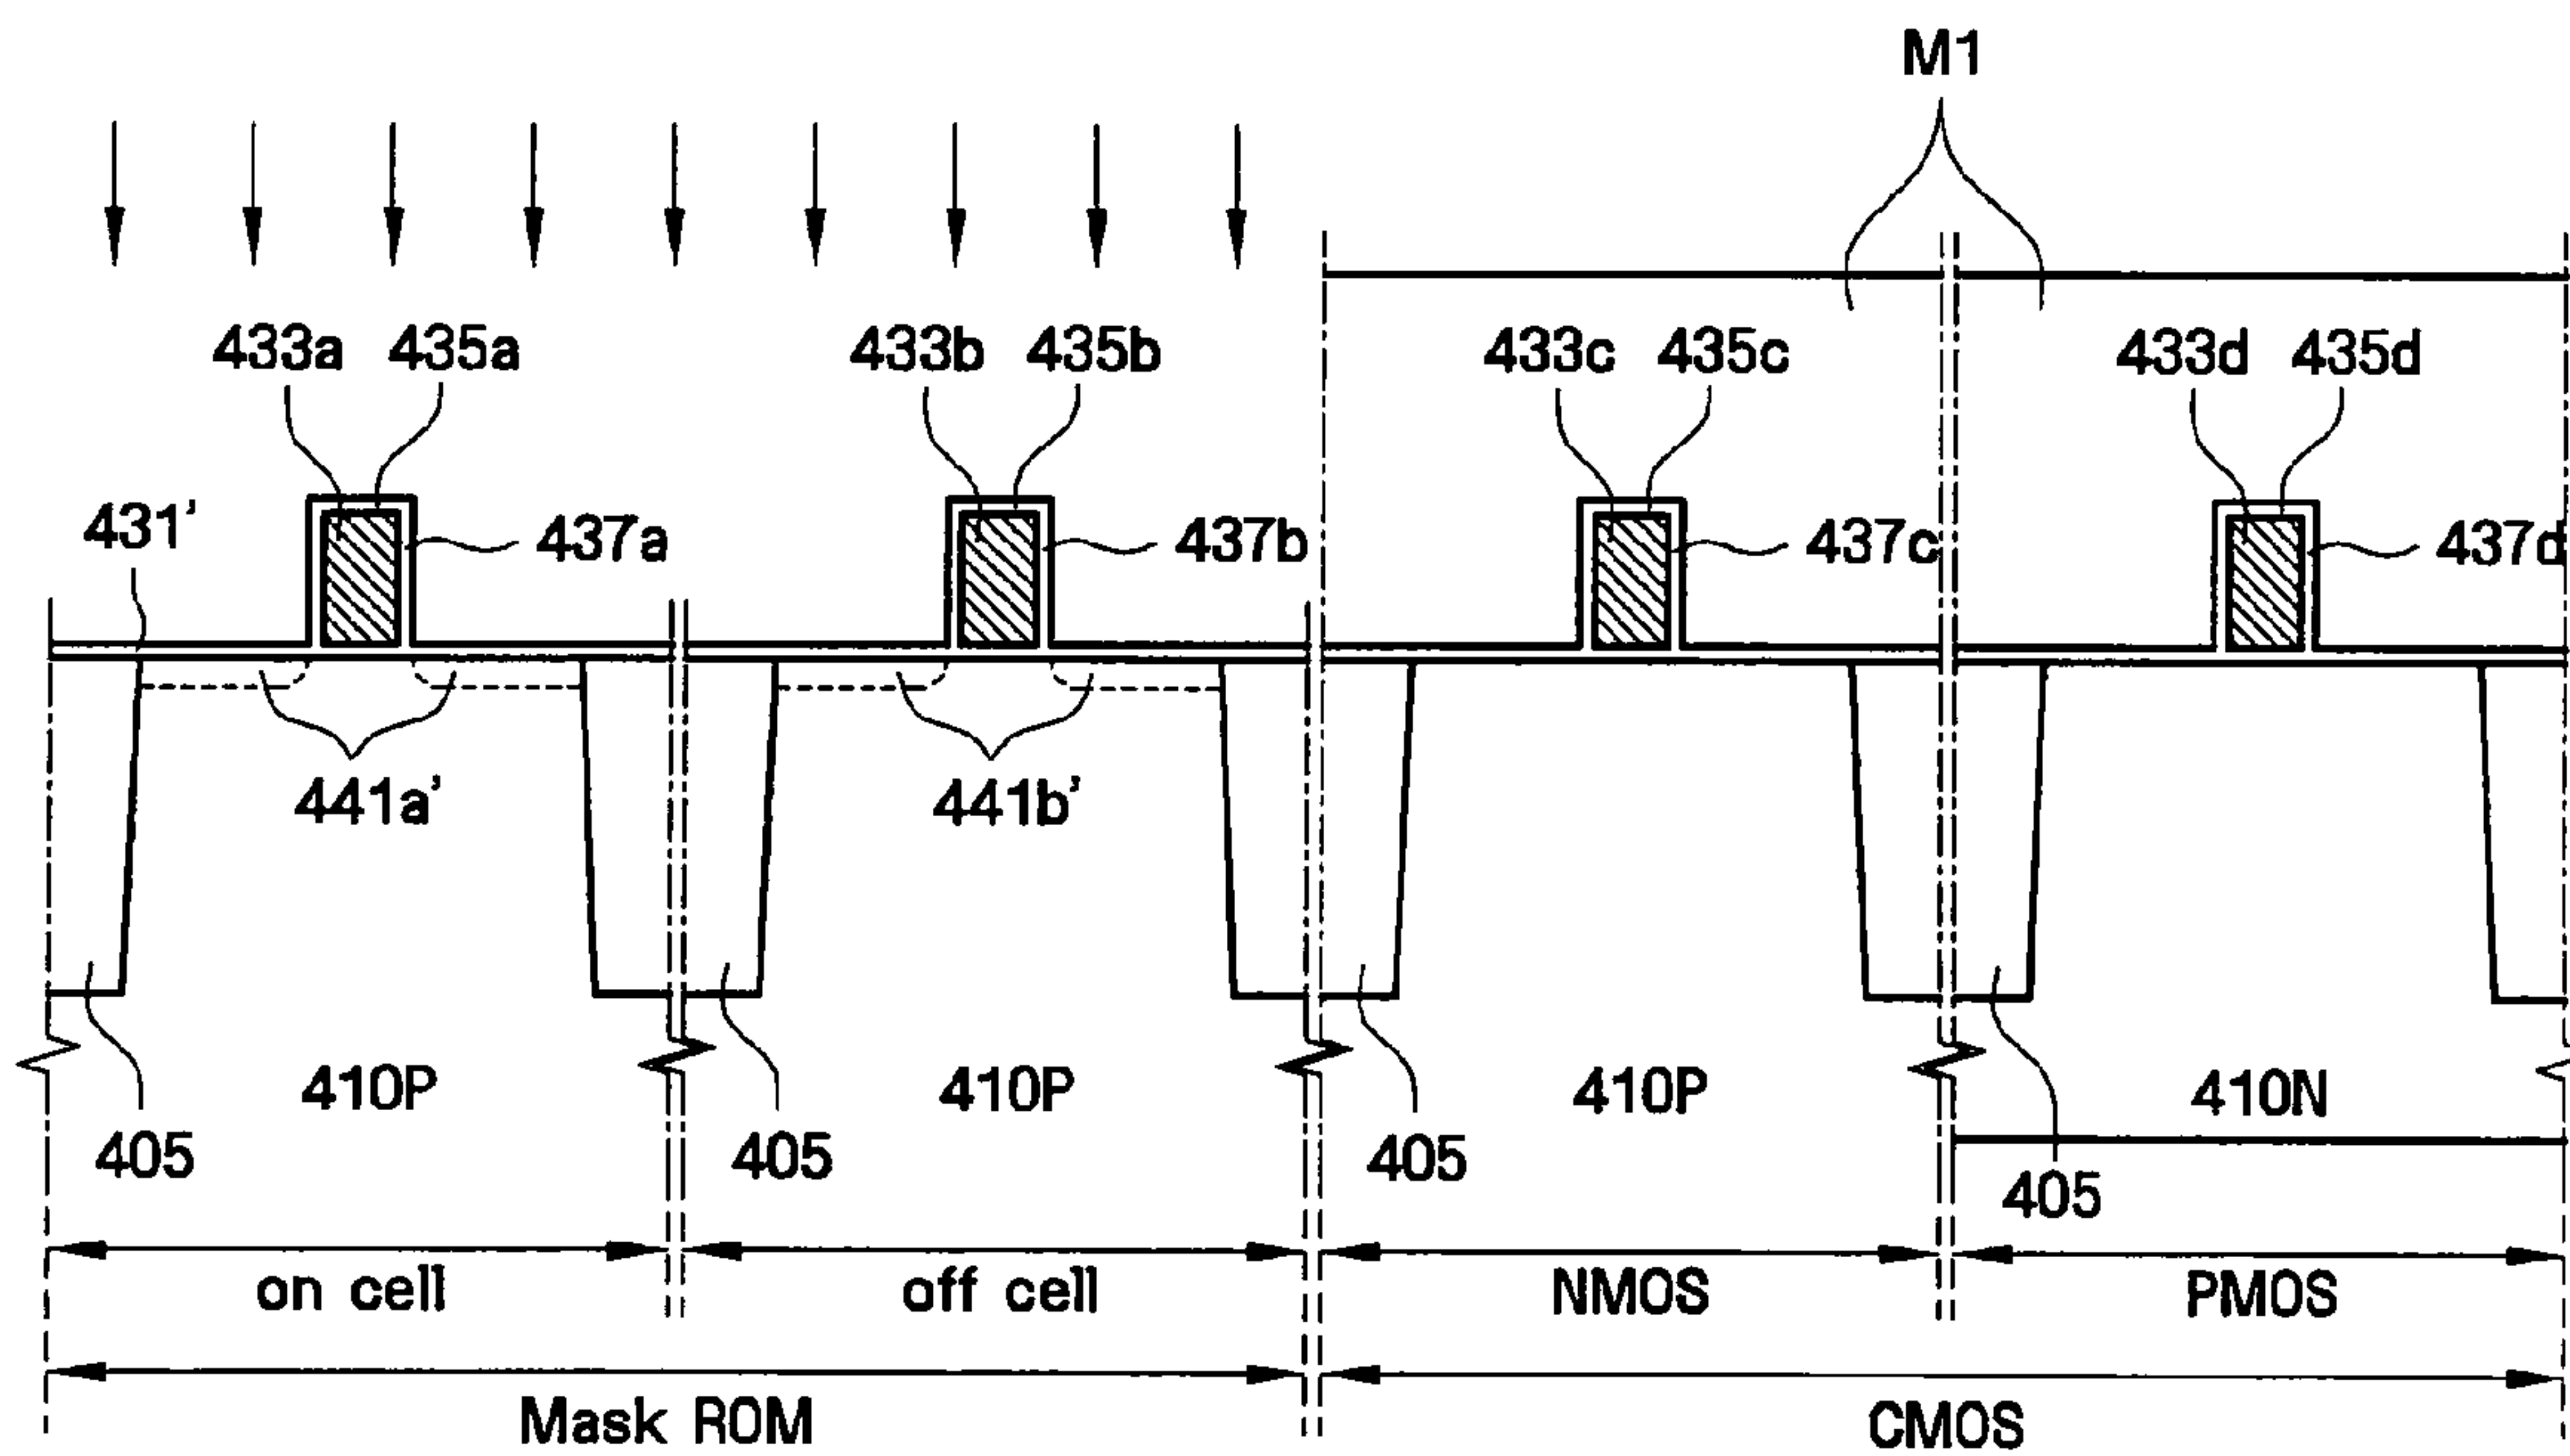 M1
433a 435a 433b 435b 433c 435c 433d 435d
431’ 437a 437b 437c 437d
441a’ 441b’
410P 410P 410P 410N
405 405 405 405
on cell off cell NMOS PMOS
Mask ROM CMOS